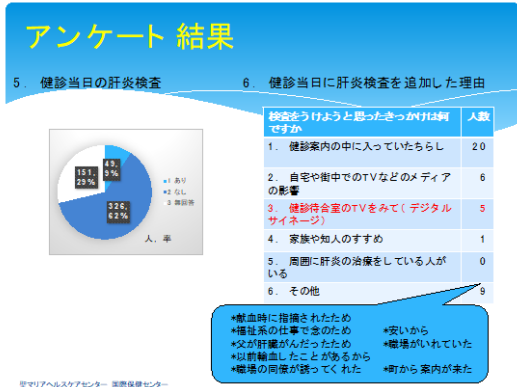 アンケート 結果
5. 健診当日の肝炎検査
6. 健診当日に肝炎検査を追加した理由
49,
9%
151,
29%
326,
62%
1 あり
2 なし
3 無回答
人, 率
検査をうけようと思ったきっかけは何 人数
ですか
1. 健診案内の中に入っていたちらし 20
2. 自宅や街中でのTVなどのメディア 6
の影響
3. 健診待合室のTVをみて(デジタル 5
サイネージ)
4. 家族や知人のすすめ 1
5. 周囲に肝炎の治療をしている人が 0
いる
6. その他 9
*献血時に指摘されたため
*福祉系の仕事で念のため *安いから
*父が肝臓がんだったため *職場がいれていた
*以前輸血したことがあるから
*職場の同僚が誘ってくれた *町から案内が来た
聖マリアヘルスケアセンター 国際保健センター